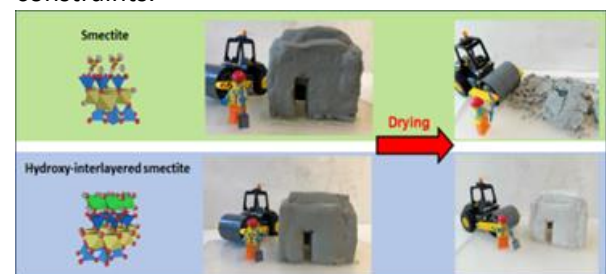 constraints.
Smectite
Drying
Hydroxy-interlayered smectite